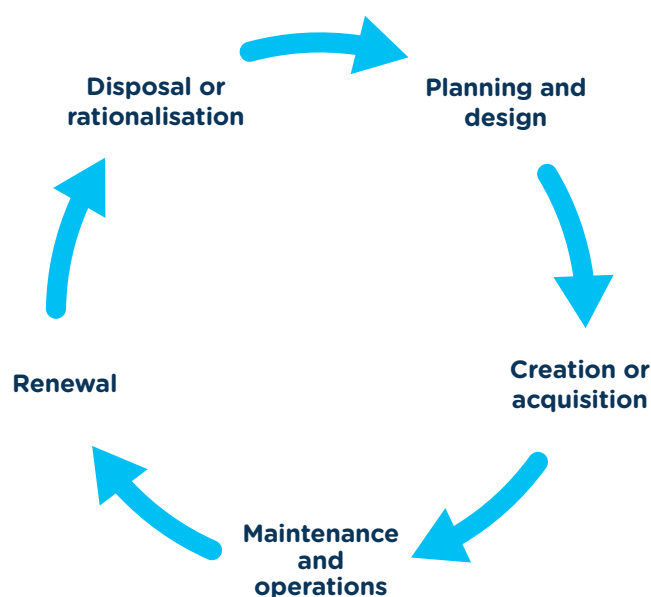 Disposal or
rationalisation
Planning and
design
Creation or
acquisition
Maintenance
and
operations
Renewal